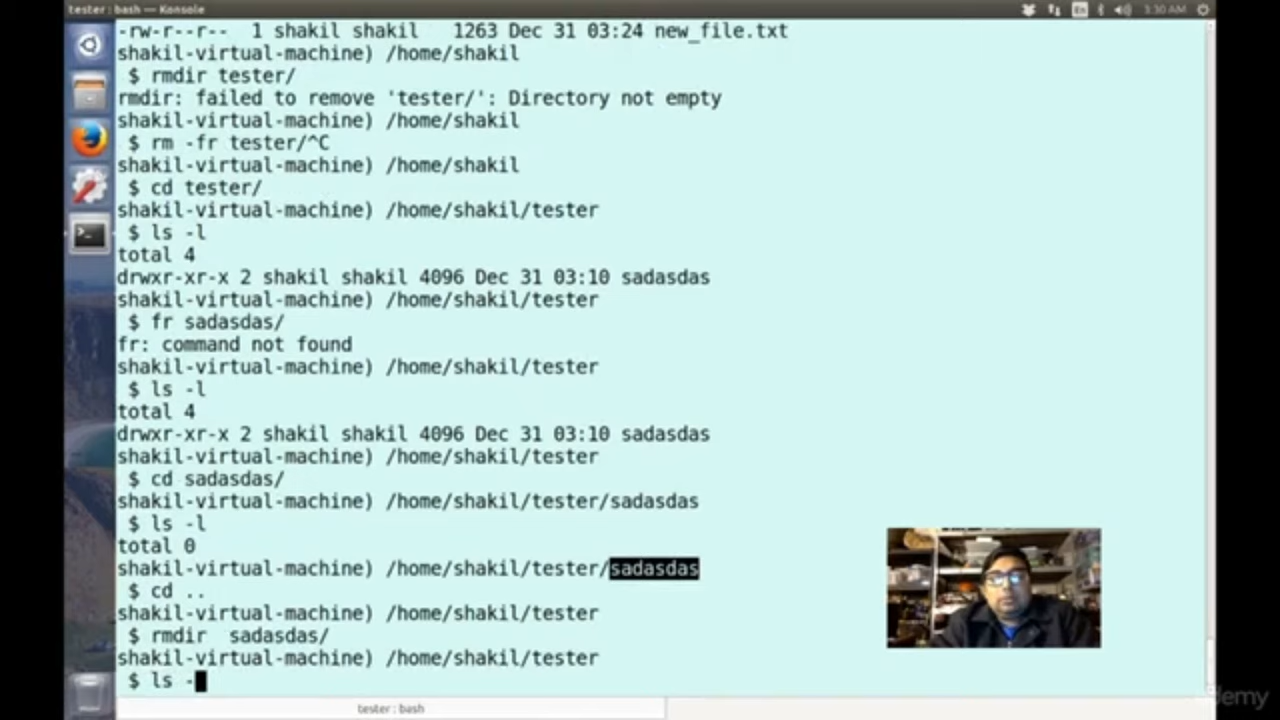 tester : bash — Konsole
En
3:30 AM
-rw-r--r--  1 shakil shakil   1263 Dec 31 03:24 new_file.txt
shakil-virtual-machine) /home/shakil
$ rmdir tester/
rmdir: failed to remove 'tester/': Directory not empty
shakil-virtual-machine) /home/shakil
$ rm -fr tester/^C
shakil-virtual-machine) /home/shakil
$ cd tester/
shakil-virtual-machine) /home/shakil/tester
$ ls -l
total 4
drwxr-xr-x 2 shakil shakil 4096 Dec 31 03:10 sadasdas
shakil-virtual-machine) /home/shakil/tester
$ fr sadasdas/
fr: command not found
shakil-virtual-machine) /home/shakil/tester
$ ls -l
total 4
drwxr-xr-x 2 shakil shakil 4096 Dec 31 03:10 sadasdas
shakil-virtual-machine) /home/shakil/tester
$ cd sadasdas/
shakil-virtual-machine) /home/shakil/tester/sadasdas
$ ls -l
total 0
shakil-virtual-machine) /home/shakil/tester/sadasdas
$ cd ..
shakil-virtual-machine) /home/shakil/tester
$ rmdir  sadasdas/
shakil-virtual-machine) /home/shakil/tester
$ ls -
tester : bash
demy